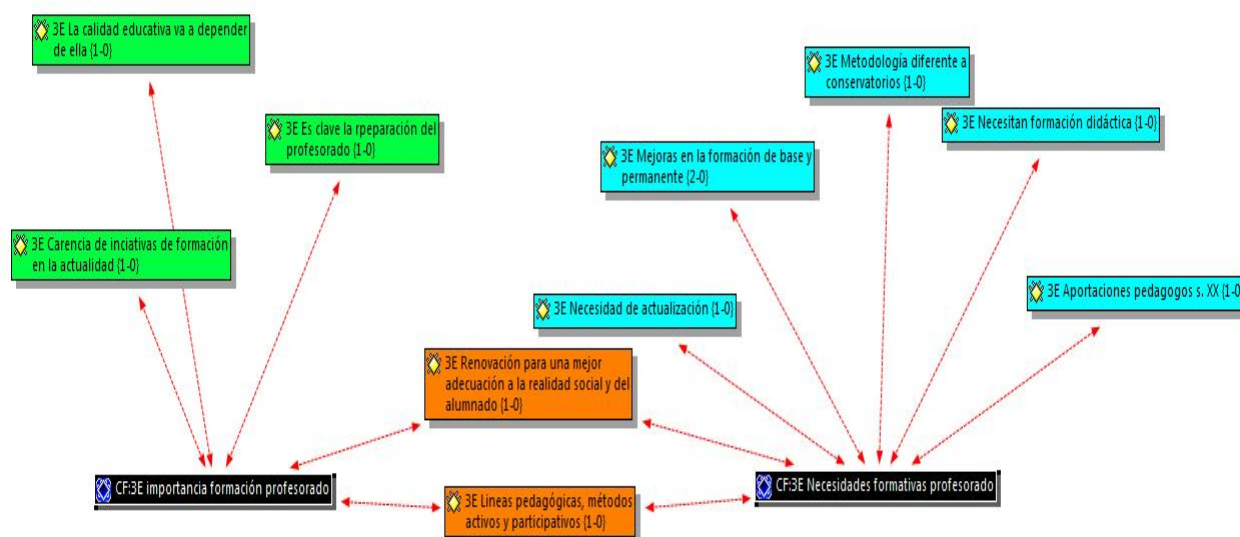 3E La calidad educativa va a depender
de ella {1-0}
3E Es clave la rpeparación del
profesorado {1-0}
3E Carencia de inciativas de formación
en la actualidad {1-0}
3E Metodología diferente a
conservatorios {1-0}
3E Necesitan formación didáctica {1-0}
3E Mejoras en la formación de base y
permanente {2-0}
3E Aportaciones pedagogos s. XX {1-0
3E Necesidad de actualización {1-0}
3E Renovación para una mejor
adecuación a la realidad social y del
alumnado {1-0}
CF:3E importancia formación profesorado
3E Lineas pedagógicas, métodos
activos y participativos {1-0}
CF:3E Necesidades formativas profesorado